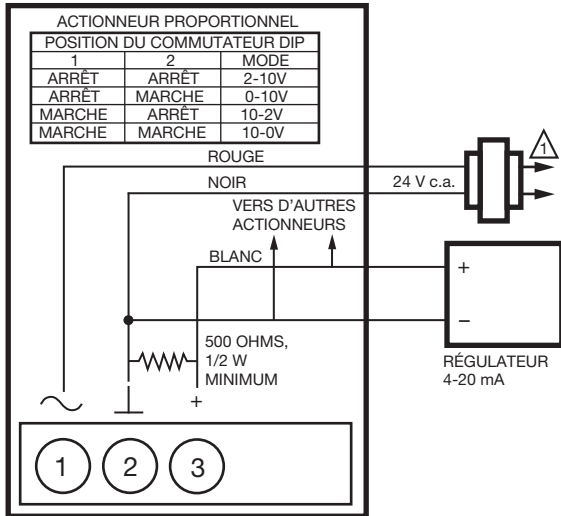 ACTIONNEUR PROPORTIONNEL
POSITION DU COMMUTATEUR DIP
1 2 MODE
ARRÊT ARRÊT 2-10V
ARRÊT MARCHE 0-10V
MARCHE ARRÊT 10-2V
MARCHE MARCHE 10-0V
ROUGE
1
NOIR
24 V c.a.
VERS D'AUTRES
ACTIONNEURS
BLANC
+
–
500 OHMS,
1/2 W
MINIMUM
RÉGULATEUR
4-20 mA
+
1 2 3